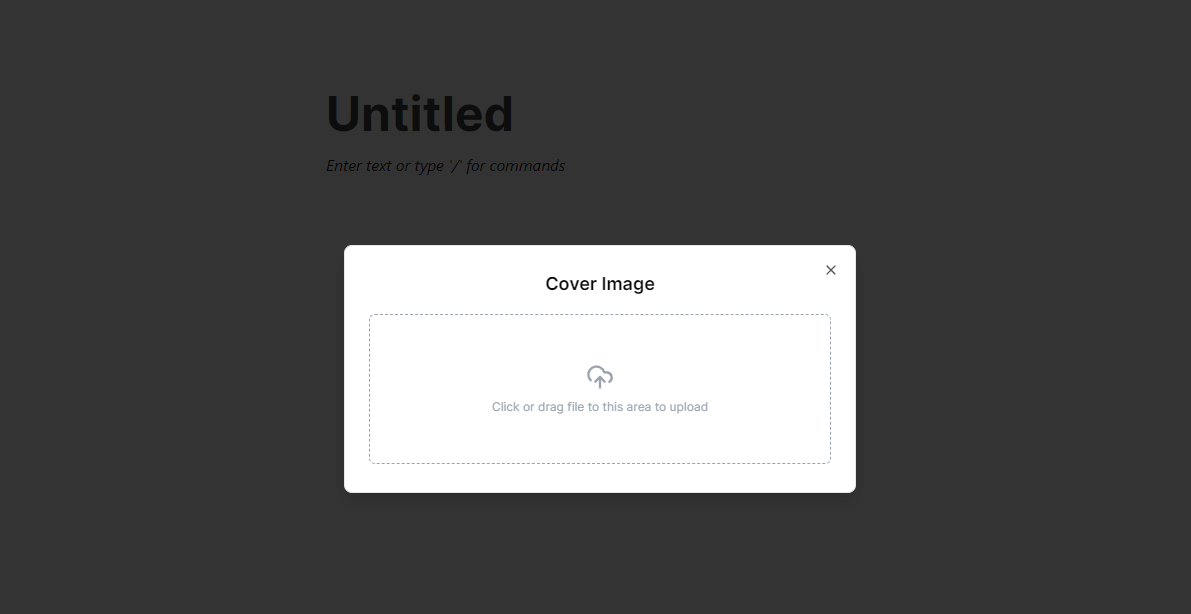 Untitled
Enter text or type '/' for commands
Cover Image
Click or drag file to this area to upload